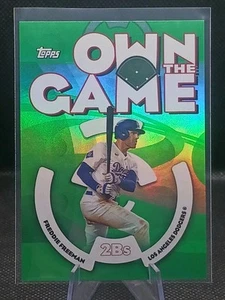 Topps
OWN
THE
GAME
FREDDIE FREEMAN
2Bs
LOS ANGELES DODGERS®